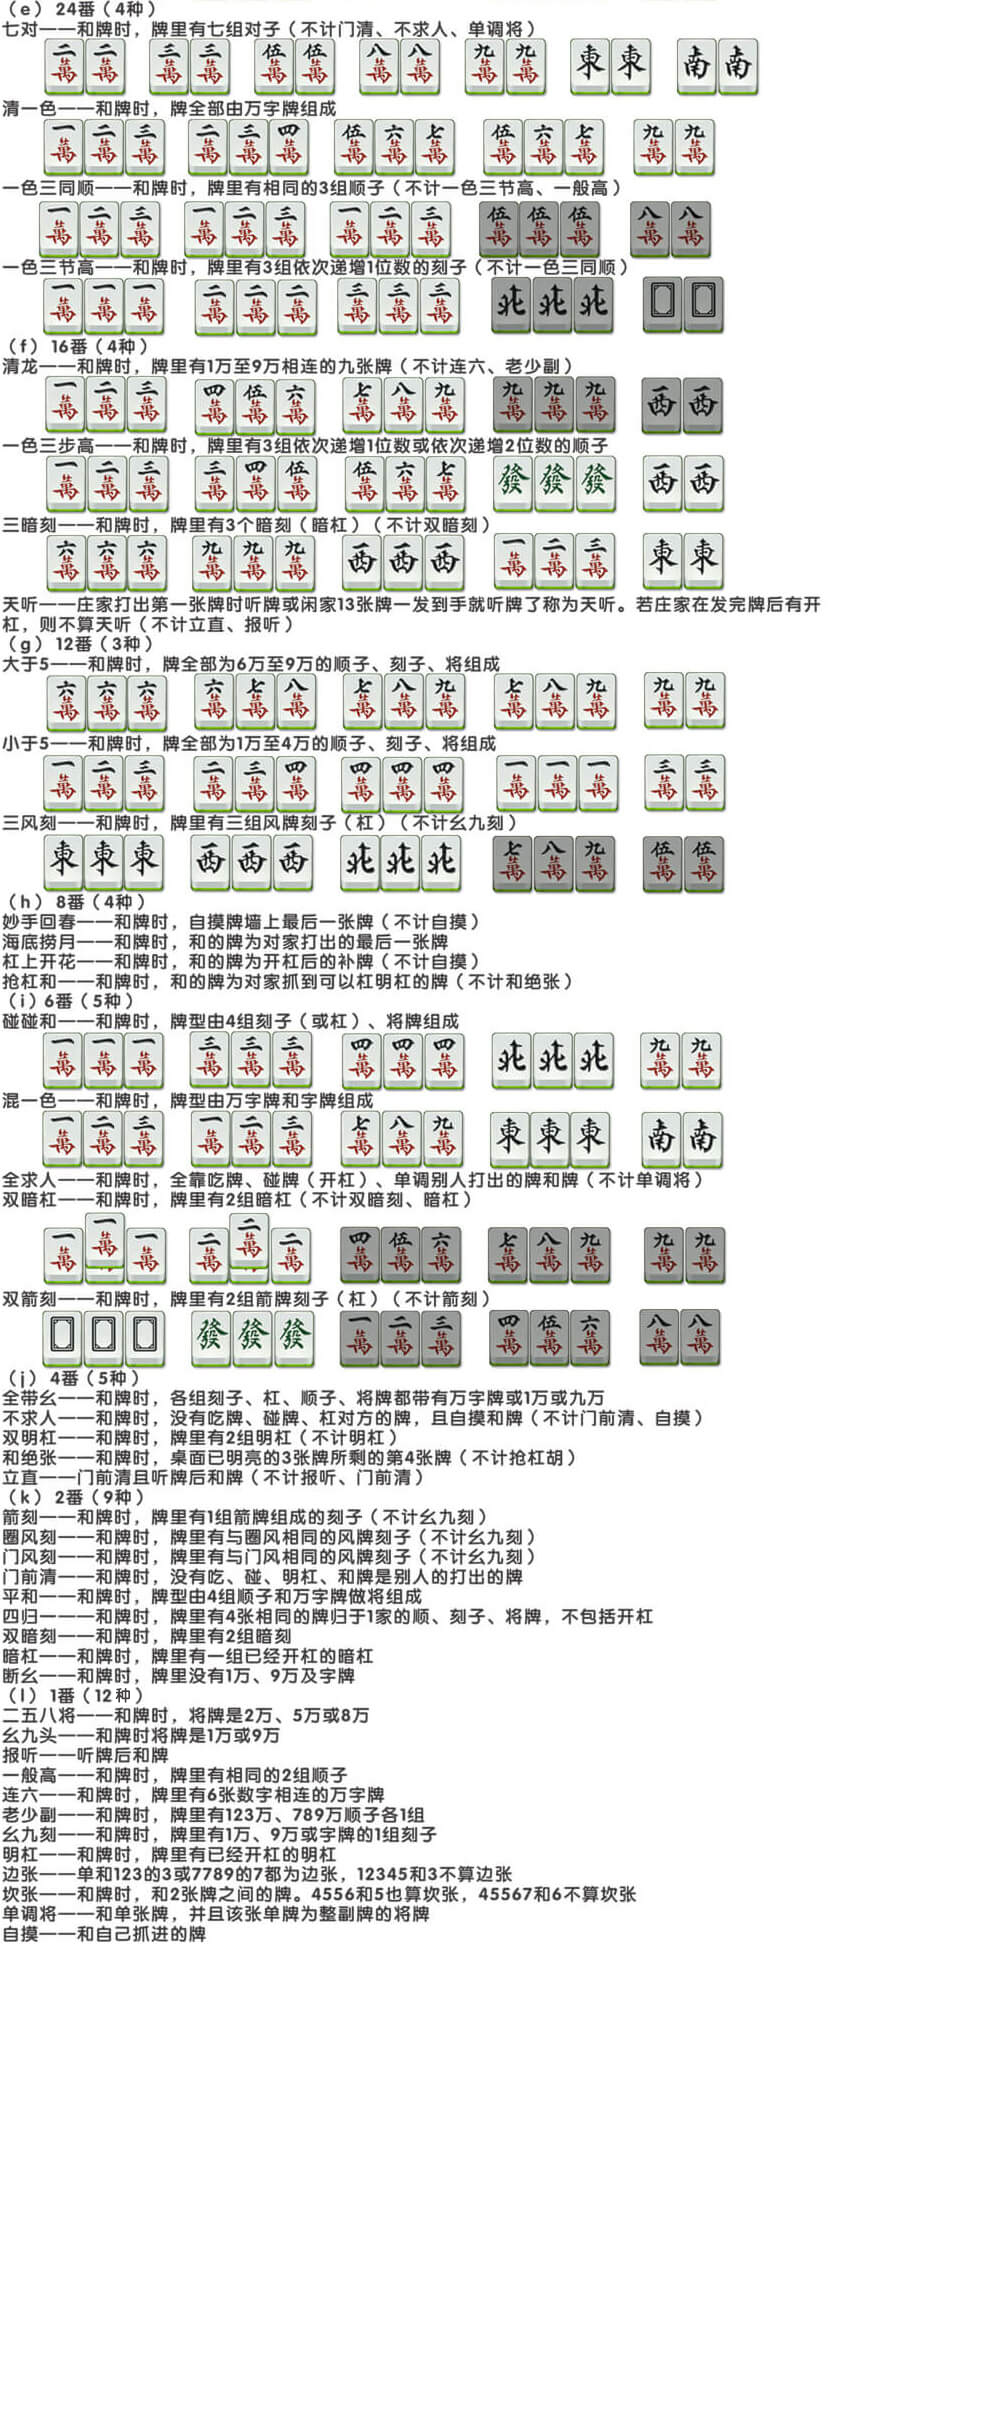 （e） 24番（4种）
七对——和牌时，牌里有七组对子（不计门清、不求人、单调将）
二萬 二萬 三萬 三萬 伍萬 伍萬 八萬 八萬 九萬 九萬 東 東 南 南
清一色——和牌时，牌全部由万字牌组成
一萬 二萬 三萬 二萬 三萬 四萬 伍萬 六萬 七萬 伍萬 六萬 七萬 九萬 九萬
一色三同顺——和牌时，牌里有相同的3组顺子（不计一色三节高、一般高）
一萬 二萬 三萬 一萬 二萬 三萬 一萬 二萬 三萬 伍萬 伍萬 伍萬 八萬 八萬
一色三节高——和牌时，牌里有3组依次递增1位数的刻子（不计一色三同顺）
一萬 一萬 一萬 二萬 二萬 二萬 三萬 三萬 三萬 北 北 北
（f） 16番（4种）
清龙——和牌时，牌里有1万至9万相连的九张牌（不计连六、老少副）
一萬 二萬 三萬 四萬 伍萬 六萬 七萬 八萬 九萬 九萬 九萬 九萬 西 西
一色三步高——和牌时，牌里有3组依次递增1位数或依次递增2位数的顺子
一萬 二萬 三萬 三萬 四萬 伍萬 伍萬 六萬 七萬 發 發 發 西 西
三暗刻——和牌时，牌里有3个暗刻（暗杠）（不计双暗刻）
六萬 六萬 六萬 九萬 九萬 九萬 西 西 西 一萬 二萬 三萬 東 東
天听——庄家打出第一张牌时听牌或闲家13张牌一发到手就听牌了称为天听。若庄家在发完牌后有开
杠，则不算天听（不计立直、报听）
（g） 12番（3种）
大于5——和牌时，牌全部为6万至9万的顺子、刻子、将组成
六萬 六萬 六萬 六萬 七萬 八萬 七萬 八萬 九萬 七萬 八萬 九萬 九萬 九萬
小于5——和牌时，牌全部为1万至4万的顺子、刻子、将组成
一萬 二萬 三萬 二萬 三萬 四萬 四萬 四萬 四萬 一萬 一萬 一萬 三萬 三萬
三风刻——和牌时，牌里有三组风牌刻子（杠）（不计幺九刻）
東 東 東 西 西 西 北 北 北 七萬 八萬 九萬 伍萬 伍萬
（h） 8番（4种）
妙手回春——和牌时，自摸牌墙上最后一张牌（不计自摸）
海底捞月——和牌时，和的牌为对家打出的最后一张牌
杠上开花——和牌时，和的牌为开杠后的补牌（不计自摸）
抢杠和——和牌时，和的牌为对家抓到可以杠明杠的牌（不计和绝张）
（i）6番（5种）
碰碰和——和牌时，牌型由4组刻子（或杠）、将牌组成
一萬 一萬 一萬 三萬 三萬 三萬 四萬 四萬 四萬 北 北 北 九萬 九萬
混一色——和牌时，牌型由万字牌和字牌组成
一萬 二萬 三萬 一萬 二萬 三萬 七萬 八萬 九萬 東 東 東 南 南
全求人——和牌时，全靠吃牌、碰牌（开杠）、单调别人打出的牌和牌（不计单调将）
双暗杠——和牌时，牌里有2组暗杠（不计双暗刻、暗杠）
一萬 一萬 一萬 二萬 二萬 二萬 四萬 伍萬 六萬 七萬 八萬 九萬 九萬 九萬
双箭刻——和牌时，牌里有2组箭牌刻子（杠）（不计箭刻）
發 發 發 一萬 二萬 三萬 四萬 伍萬 六萬 八萬 八萬
（j） 4番（5种）
全带幺——和牌时，各组刻子、杠、顺子、将牌都带有万字牌或1万或九万
不求人——和牌时，没有吃牌、碰牌、杠对方的牌，且自摸和牌（不计门前清、自摸）
双明杠——和牌时，牌里有2组明杠（不计明杠）
和绝张——和牌时，桌面已明亮的3张牌所剩的第4张牌（不计抢杠胡）
立直——门前清且听牌后和牌（不计报听、门前清）
（k） 2番（9种）
箭刻——和牌时，牌里有1组箭牌组成的刻子（不计幺九刻）
圈风刻——和牌时，牌里有与圈风相同的风牌刻子（不计幺九刻）
门风刻——和牌时，牌里有与门风相同的风牌刻子（不计幺九刻）
门前清——和牌时，没有吃、碰、明杠、和牌是别人的打出的牌
平和——和牌时，牌型由4组顺子和万字牌做将组成
四归一——和牌时，牌里有4张相同的牌归于1家的顺、刻子、将牌，不包括开杠
双暗刻——和牌时，牌里有2组暗刻
暗杠——和牌时，牌里有一组已经开杠的暗杠
断幺——和牌时，牌里没有1万、9万及字牌
（l） 1番（12种）
二五八将——和牌时，将牌是2万、5万或8万
幺九头——和牌时将牌是1万或9万
报听——听牌后和牌
一般高——和牌时，牌里有相同的2组顺子
连六——和牌时，牌里有6张数字相连的万字牌
老少副——和牌时，牌里有123万、789万顺子各1组
幺九刻——和牌时，牌里有1万、9万或字牌的1组刻子
明杠——和牌时，牌里有已经开杠的明杠
边张——单和123的3或7789的7都为边张，12345和3不算边张
坎张——和牌时，和2张牌之间的牌。4556和5也算坎张，45567和6不算坎张
单调将——和单张牌，并且该张单牌为整副牌的将牌
自摸——和自己抓进的牌